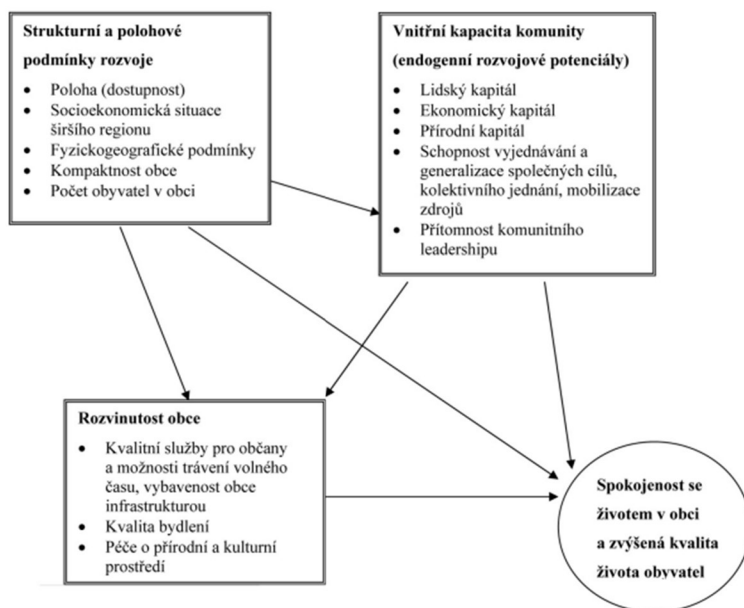 Strukturní a polohové
podmínky rozvoje
• Poloha (dostupnost)
• Socioekonomická situace
širšího regionu
• Fyzickogeografické podmínky
• Kompaktnost obce
• Počet obyvatel v obci
Vnitřní kapacita komunity
(endogenní rozvojové potenciály)
• Lidský kapitál
• Ekonomický kapitál
• Přírodní kapitál
• Schopnost vyjednávání a
generalizace společných cílů,
kolektivního jednání, mobilizace
zdrojů
• Přítomnost komunitního
leadershipu
Rozvinutost obce
• Kvalitní služby pro občany
a možnosti trávení volného
času, vybavenost obce
infrastrukturou
• Kvalita bydlení
• Péče o přírodní a kulturní
prostředí
Spokojenost se
životem v obci
a zvýšená kvalita
života obyvatel